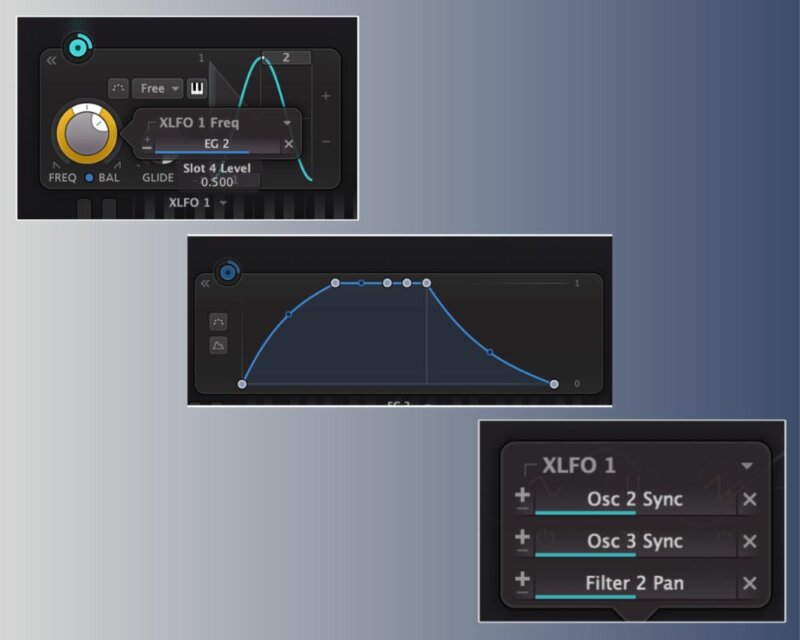 1
2
Free
XLFO 1 Freq
EG 2
Slot 4 Level
0.500
FREQ BAL GLIDE
XLFO 1
1
0
EG 2
XLFO 1
Osc 2 Sync
Osc 3 Sync
Filter 2 Pan